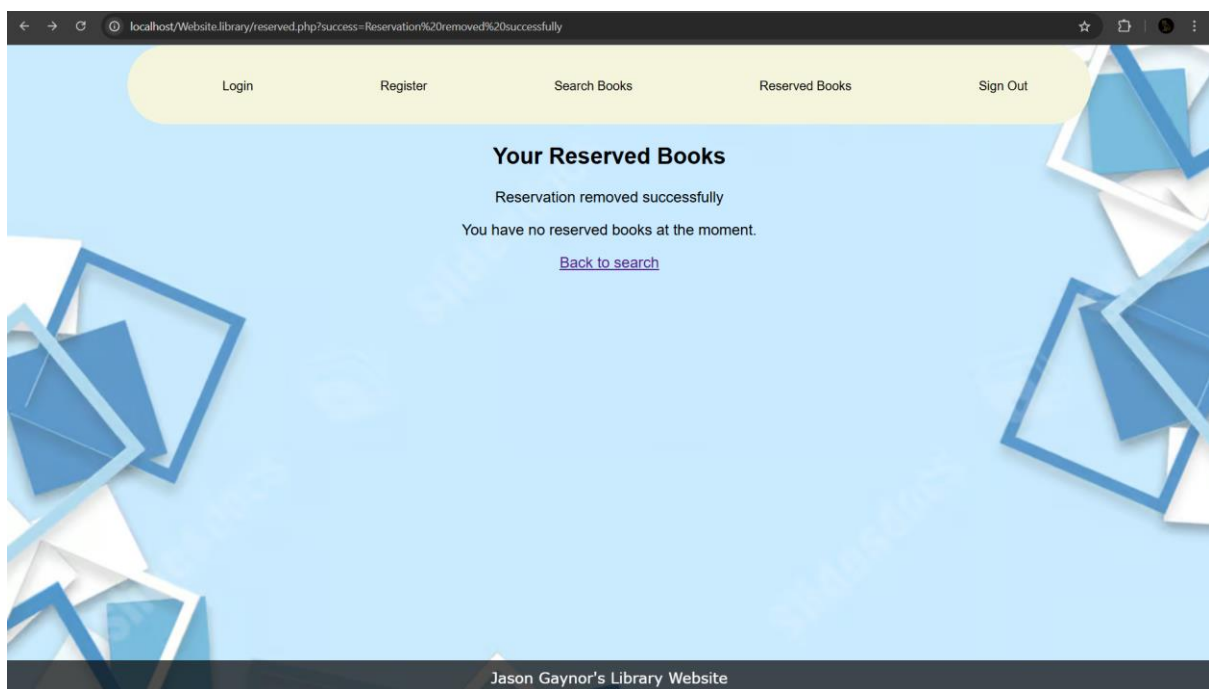 localhost/Website.library/reserved.php?success=Reservation%20removed%20successfully
Login Register Search Books Reserved Books Sign Out
Your Reserved Books
Reservation removed successfully
You have no reserved books at the moment.
Back to search
Jason Gaynor's Library Website